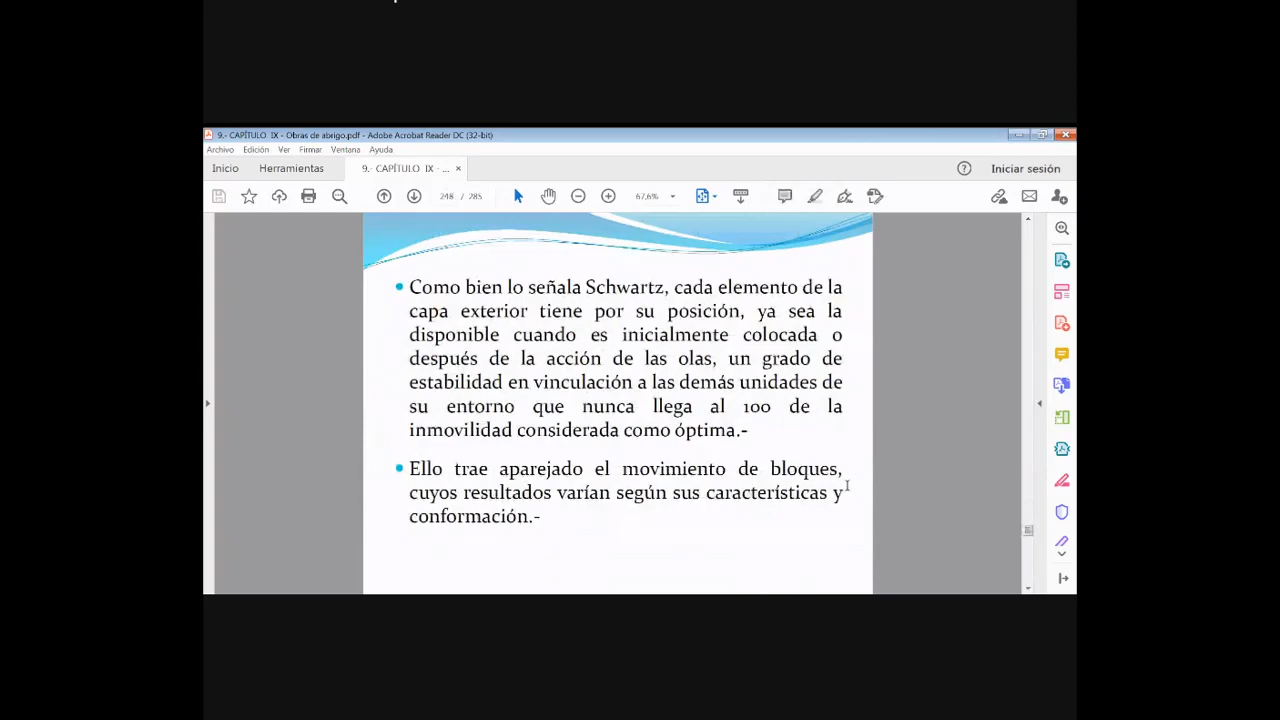 9.- CAPÍTULO IX - Obras de abrigo.pdf - Adobe Acrobat Reader DC (32-bit)
Archivo Edición Ver Firmar Ventana Ayuda
Inicio Herramientas 9.- CAPÍTULO IX - ... × Iniciar sesión
248 / 285 67,6%
• Como bien lo señala Schwartz, cada elemento de la
capa exterior tiene por su posición, ya sea la
disponible cuando es inicialmente colocada o
después de la acción de las olas, un grado de
estabilidad en vinculación a las demás unidades de
su entorno que nunca llega al 100 de la
inmovilidad considerada como óptima.-
• Ello trae aparejado el movimiento de bloques,
cuyos resultados varían según sus características y
conformación.-